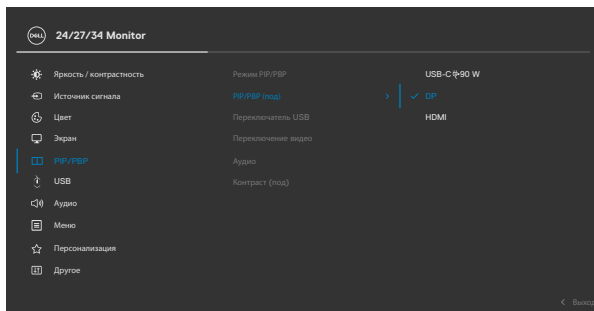 DELL
24/27/34 Monitor
Яркость / контрастность
Режим PIP/PBP
USB-C 90 W
Источник сигнала
PIP/PBP (под)
DP
Цвет
Переключатель USB
HDMI
Экран
Переключение видео
PIP/PBP
Аудио
USB
Контраст (под)
Аудио
Меню
Персонализация
Другое
Выход